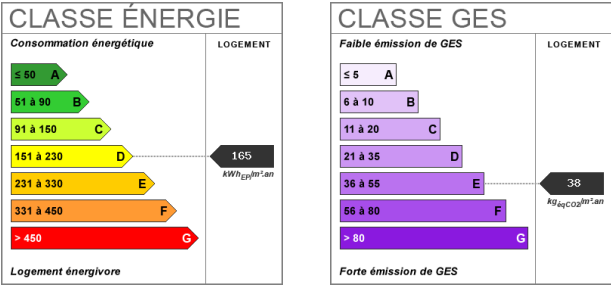 CLASSE ÉNERGIE
Consommation énergétique
LOGEMENT
≤ 50 A
51 à 90 B
91 à 150 C
151 à 230 D
165
kWhEP/m².an
231 à 330 E
331 à 450 F
> 450 G
Logement énergivore
CLASSE GES
Faible émission de GES
LOGEMENT
≤ 5 A
6 à 10 B
11 à 20 C
21 à 35 D
36 à 55 E
38
kgéqCO2/m².an
56 à 80 F
> 80 G
Forte émission de GES